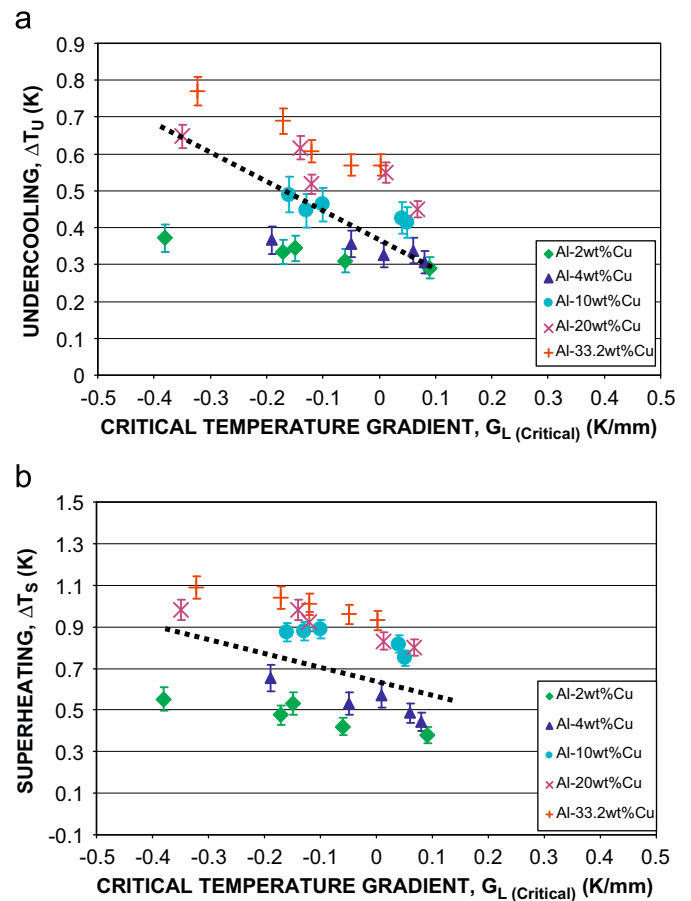 a
0.9
0.8
0.7
0.6
0.5
0.4
0.3
0.2
0.1
0
UNDERCOOLING, ΔT_U (K)
Al-2wt%Cu
Al-4wt%Cu
Al-10wt%Cu
Al-20wt%Cu
Al-33.2wt%Cu
-0.5 -0.4 -0.3 -0.2 -0.1 0 0.1 0.2 0.3 0.4 0.5
CRITICAL TEMPERATURE GRADIENT, G_L (Critical) (K/mm)
b
1.5
1.3
1.1
0.9
0.7
0.5
0.3
0.1
-0.1
SUPERHEATING, ΔT_S (K)
Al-2wt%Cu
Al-4wt%Cu
Al-10wt%Cu
Al-20wt%Cu
Al-33.2wt%Cu
-0.5 -0.4 -0.3 -0.2 -0.1 0 0.1 0.2 0.3 0.4 0.5
CRITICAL TEMPERATURE GRADIENT, G_L (Critical) (K/mm)